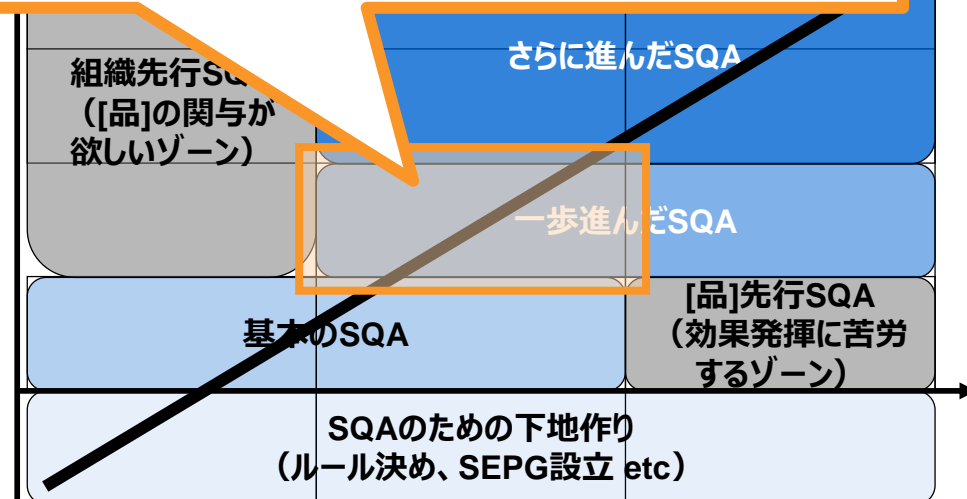 さらに進んだSQA
組織先行SQ
（[品]の関与が
欲しいゾーン）
一歩進んだSQA
[品]先行SQA
（効果発揮に苦労
するゾーン）
基本のSQA
SQAのための下地作り
（ルール決め、SEPG設立 etc）